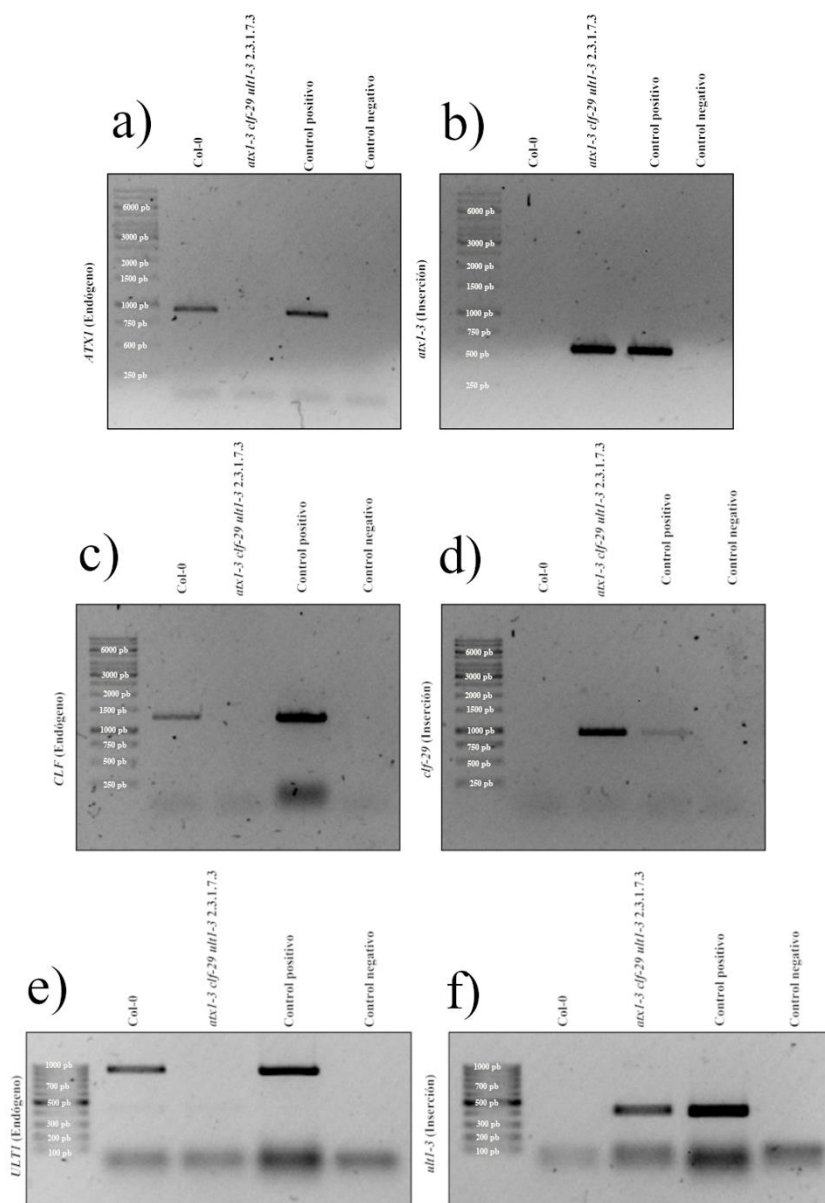 a)
Col-0
atx1-3 clf-29 ult1-3 2.3.1.7.3
Control positivo
Control negativo
ATX1 (Endógeno)
6000 pb
3000 pb
2000 pb
1500 pb
1000 pb
750 pb
600 pb
250 pb
b)
Col-0
atx1-3 clf-29 ult1-3 2.3.1.7.3
Control positivo
Control negativo
atx1-3 (Inserción)
6000 pb
3000 pb
2000 pb
1500 pb
1000 pb
750 pb
500 pb
250 pb
c)
Col-0
atx1-3 clf-29 ult1-3 2.3.1.7.3
Control positivo
Control negativo
CLF (Endógeno)
6000 pb
3000 pb
2000 pb
1500 pb
1000 pb
750 pb
500 pb
250 pb
d)
Col-0
atx1-3 clf-29 ult1-3 2.3.1.7.3
Control positivo
Control negativo
clf-29 (Inserción)
6000 pb
3000 pb
2000 pb
1500 pb
1000 pb
750 pb
500 pb
250 pb
e)
Col-0
atx1-3 clf-29 ult1-3 2.3.1.7.3
Control positivo
Control negativo
ULT1 (Endógeno)
1000 pb
700 pb
500 pb
300 pb
200 pb
100 pb
f)
Col-0
atx1-3 clf-29 ult1-3 2.3.1.7.3
Control positivo
Control negativo
ult1-3 (Inserción)
1000 pb
700 pb
500 pb
300 pb
200 pb
100 pb